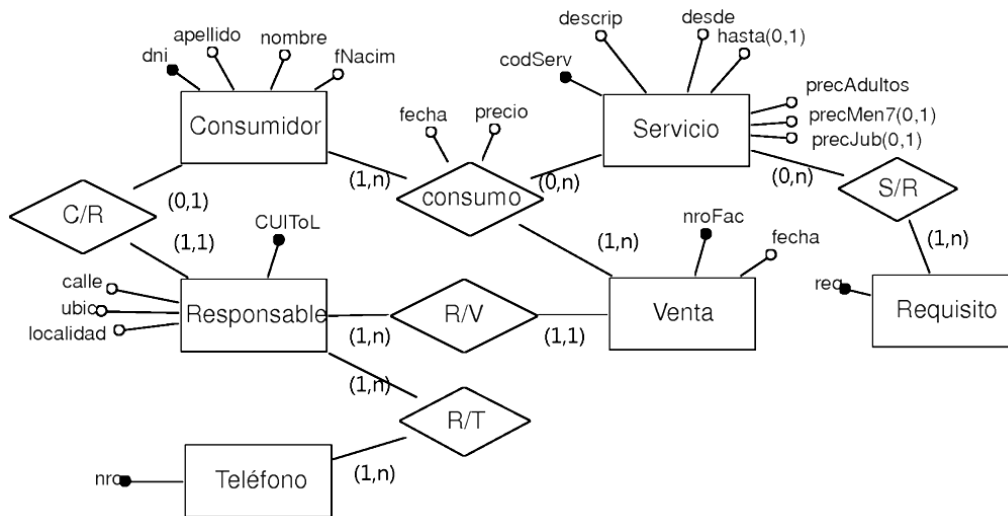 dni
apellido
nombre
fNacim
Consumidor
descrip
desde
hasta(0,1)
codServ
Servicio
precAdultos
precMen7(0,1)
precJub(0,1)
fecha
precio
consumo
(1,n)
(0,n)
(0,n)
S/R
C/R
(0,1)
(1,1)
CUIToL
(1,n)
nroFac
fecha
(1,n)
calle
ubic
localidad
Responsable
(1,n)
R/V
(1,1)
Venta
req
Requisito
(1,n)
R/T
(1,n)
nro
Teléfono